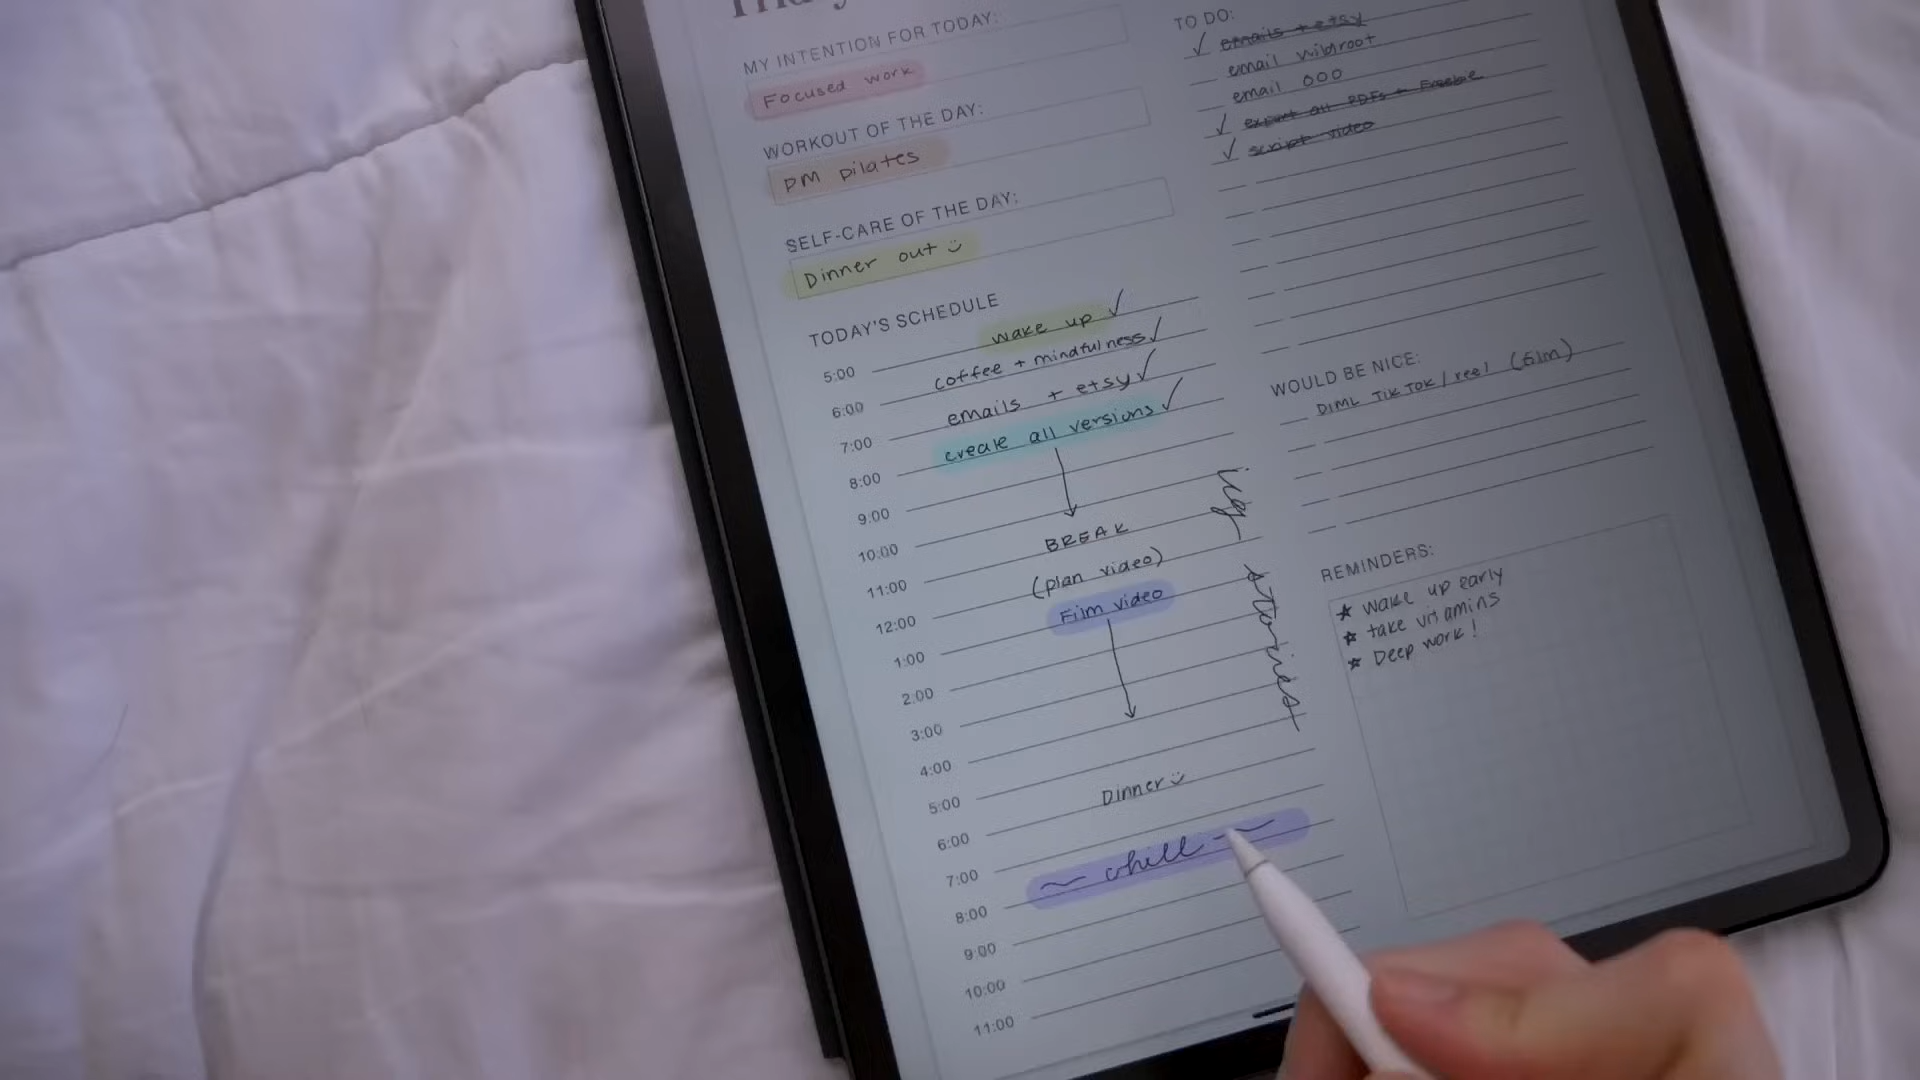 MY INTENTION FOR TODAY:
Focused work
WORKOUT OF THE DAY:
PM pilates
SELF-CARE OF THE DAY:
Dinner out
TODAY'S SCHEDULE
wake up ✓
5:00 coffee + mindfulness ✓
6:00 emails + etsy ✓
7:00 create all versions ✓
8:00
9:00
10:00 BREAK
11:00 (plan video)
12:00 Film video
1:00
2:00
3:00
4:00
5:00 Dinner
6:00
7:00 ~ chill ~
8:00
9:00
10:00
11:00
stories
TO DO:
✓ emails + etsy
email wildroot
email OOO
✓ export all PDFs + Freebie
✓ script video
WOULD BE NICE:
DIML TikTok / reel (film)
REMINDERS:
★ wake up early
★ take vitamins
★ Deep work!